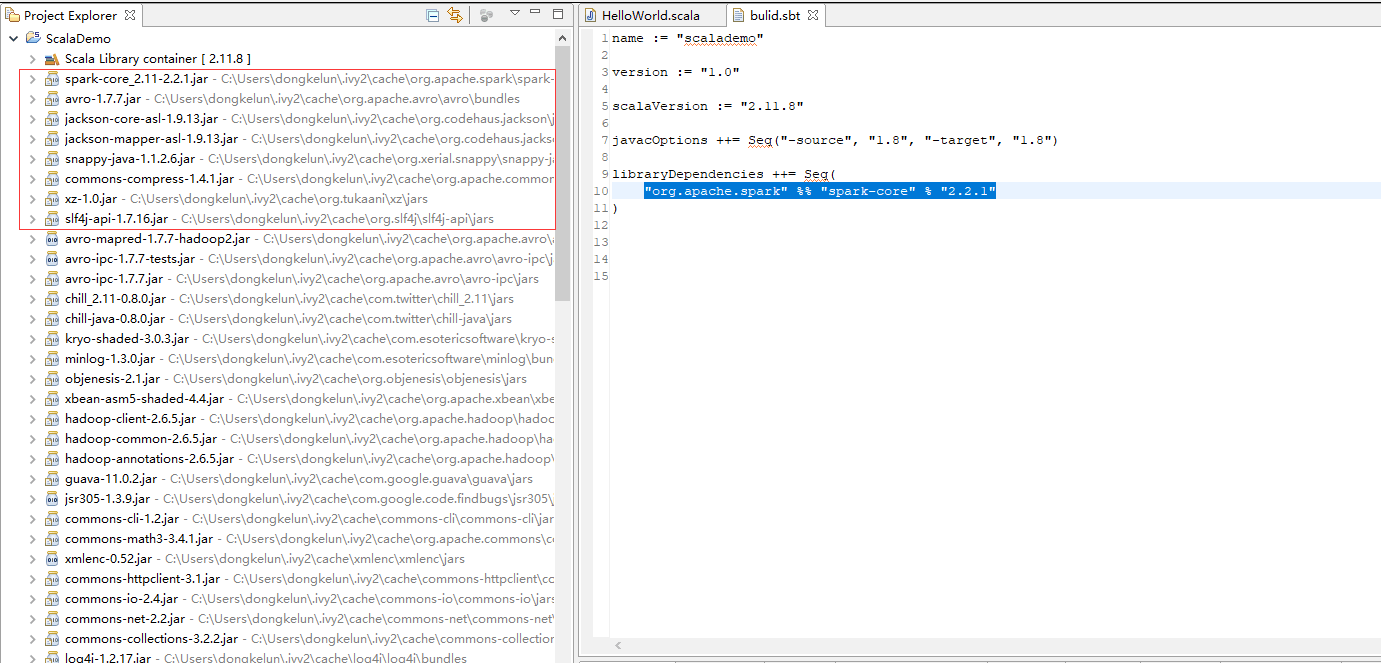 Project Explorer
ScalaDemo
Scala Library container [ 2.11.8 ]
spark-core_2.11-2.2.1.jar - C:\Users\dongkelun\.ivy2\cache\org.apache.spark\spark-
avro-1.7.7.jar - C:\Users\dongkelun\.ivy2\cache\org.apache.avro\avro\bundles
jackson-core-asl-1.9.13.jar - C:\Users\dongkelun\.ivy2\cache\org.codehaus.jackson\j
jackson-mapper-asl-1.9.13.jar - C:\Users\dongkelun\.ivy2\cache\org.codehaus.jacks
snappy-java-1.1.2.6.jar - C:\Users\dongkelun\.ivy2\cache\org.xerial.snappy\snappy-j
commons-compress-1.4.1.jar - C:\Users\dongkelun\.ivy2\cache\org.apache.common
xz-1.0.jar - C:\Users\dongkelun\.ivy2\cache\org.tukaani\xz\jars
slf4j-api-1.7.16.jar - C:\Users\dongkelun\.ivy2\cache\org.slf4j\slf4j-api\jars
avro-mapred-1.7.7-hadoop2.jar - C:\Users\dongkelun\.ivy2\cache\org.apache.avro\
avro-ipc-1.7.7-tests.jar - C:\Users\dongkelun\.ivy2\cache\org.apache.avro\avro-ipc\j
avro-ipc-1.7.7.jar - C:\Users\dongkelun\.ivy2\cache\org.apache.avro\avro-ipc\jars
chill_2.11-0.8.0.jar - C:\Users\dongkelun\.ivy2\cache\com.twitter\chill_2.11\jars
chill-java-0.8.0.jar - C:\Users\dongkelun\.ivy2\cache\com.twitter\chill-java\jars
kryo-shaded-3.0.3.jar - C:\Users\dongkelun\.ivy2\cache\com.esotericsoftware\kryo-s
minlog-1.3.0.jar - C:\Users\dongkelun\.ivy2\cache\com.esotericsoftware\minlog\bun
objenesis-2.1.jar - C:\Users\dongkelun\.ivy2\cache\org.objenesis\objenesis\jars
xbean-asm5-shaded-4.4.jar - C:\Users\dongkelun\.ivy2\cache\org.apache.xbean\xbe
hadoop-client-2.6.5.jar - C:\Users\dongkelun\.ivy2\cache\org.apache.hadoop\hadoo
hadoop-common-2.6.5.jar - C:\Users\dongkelun\.ivy2\cache\org.apache.hadoop\ha
hadoop-annotations-2.6.5.jar - C:\Users\dongkelun\.ivy2\cache\org.apache.hadoop\
guava-11.0.2.jar - C:\Users\dongkelun\.ivy2\cache\com.google.guava\guava\jars
jsr305-1.3.9.jar - C:\Users\dongkelun\.ivy2\cache\com.google.code.findbugs\jsr305\
commons-cli-1.2.jar - C:\Users\dongkelun\.ivy2\cache\commons-cli\commons-cli\jar
commons-math3-3.4.1.jar - C:\Users\dongkelun\.ivy2\cache\org.apache.commons\c
xmlenc-0.52.jar - C:\Users\dongkelun\.ivy2\cache\xmlenc\xmlenc\jars
commons-httpclient-3.1.jar - C:\Users\dongkelun\.ivy2\cache\commons-httpclient\co
commons-io-2.4.jar - C:\Users\dongkelun\.ivy2\cache\commons-io\commons-io\jars
commons-net-2.2.jar - C:\Users\dongkelun\.ivy2\cache\commons-net\commons-net\
commons-collections-3.2.2.jar - C:\Users\dongkelun\.ivy2\cache\commons-collection
log4j-1.2.17.jar - C:\Users\dongkelun\.ivy2\cache\log4j\log4j\bundles
HelloWorld.scala
bulid.sbt
1 name := "scalademo"
2
3 version := "1.0"
4
5 scalaVersion := "2.11.8"
6
7 javacOptions ++= Seq("-source", "1.8", "-target", "1.8")
8
9 libraryDependencies ++= Seq(
10 "org.apache.spark" %% "spark-core" % "2.2.1"
11 )
12
13
14
15